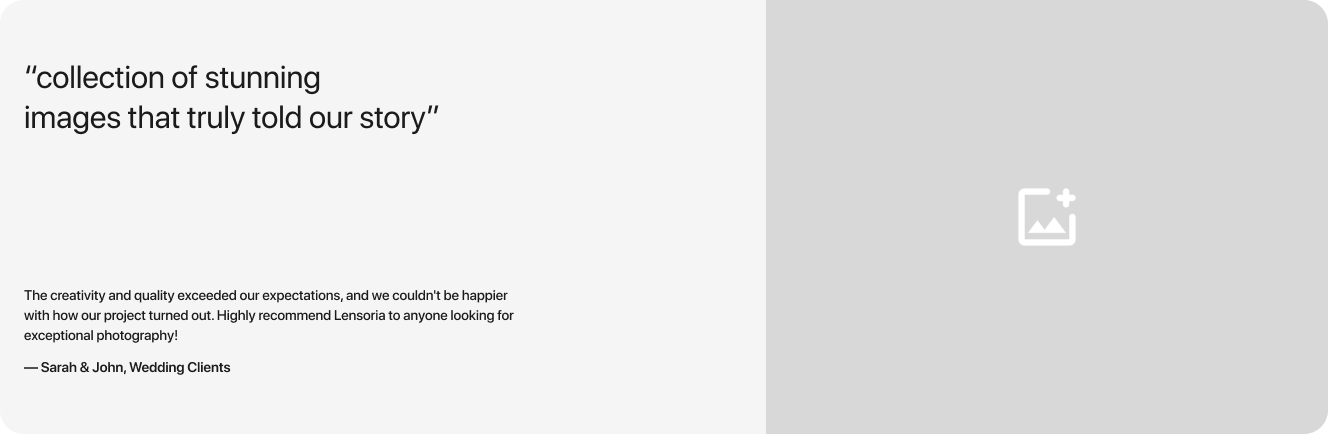 “collection of stunning
images that truly told our story”
The creativity and quality exceeded our expectations, and we couldn't be happier
with how our project turned out. Highly recommend Lensoria to anyone looking for
exceptional photography!
— Sarah & John, Wedding Clients